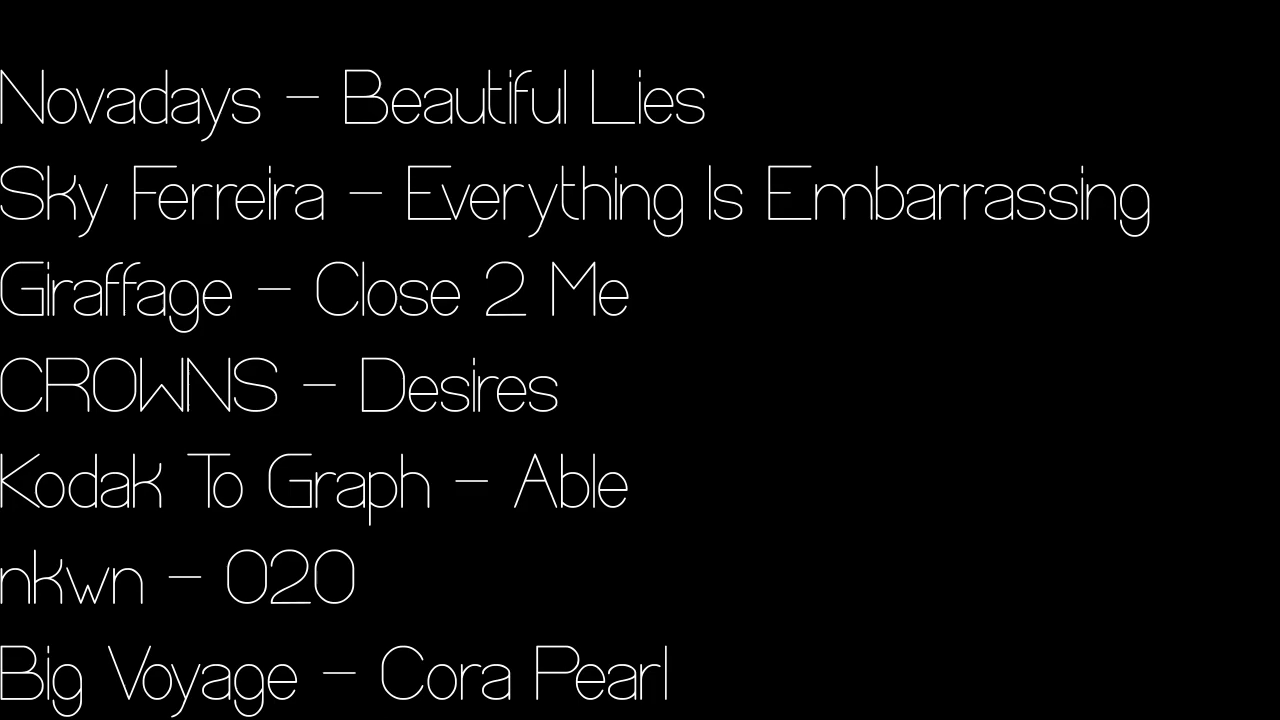 Novadays - Beautiful Lies
Sky Ferreira - Everything Is Embarrassing
Giraffage - Close 2 Me
CROWNS - Desires
Kodak To Graph - Able
nkwn - 020
Big Voyage - Cora Pearl